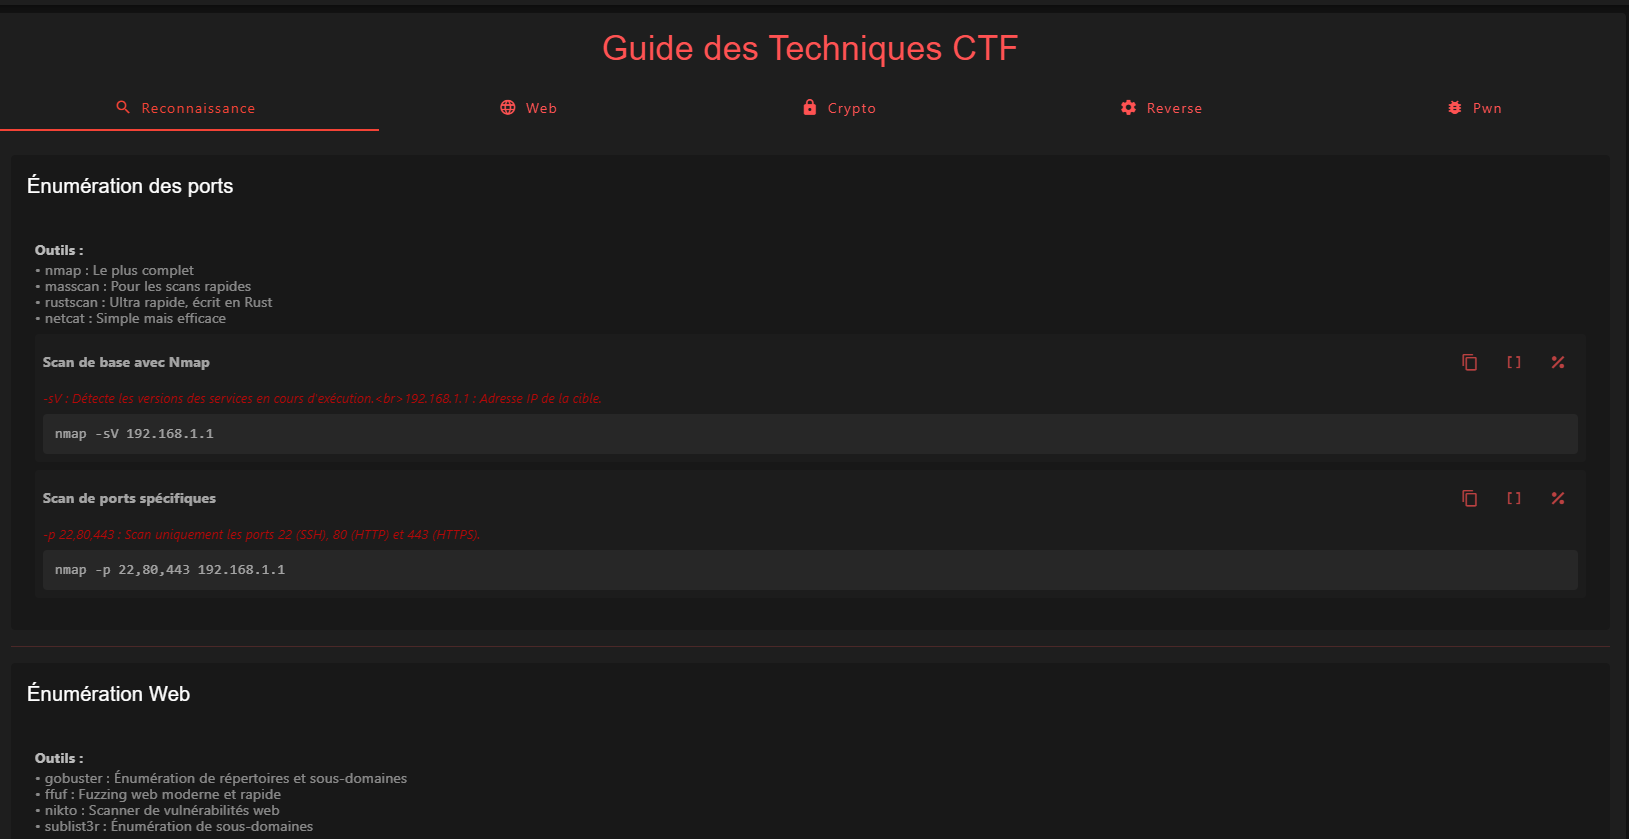 Guide des Techniques CTF
Reconnaissance
Web
Crypto
Reverse
Pwn
Énumération des ports
Outils :
• nmap : Le plus complet
• masscan : Pour les scans rapides
• rustscan : Ultra rapide, écrit en Rust
• netcat : Simple mais efficace
Scan de base avec Nmap
-sV : Détecte les versions des services en cours d'exécution.<br>192.168.1.1 : Adresse IP de la cible.
nmap -sV 192.168.1.1
Scan de ports spécifiques
-p 22,80,443 : Scan uniquement les ports 22 (SSH), 80 (HTTP) et 443 (HTTPS).
nmap -p 22,80,443 192.168.1.1
Énumération Web
Outils :
• gobuster : Énumération de répertoires et sous-domaines
• ffuf : Fuzzing web moderne et rapide
• nikto : Scanner de vulnérabilités web
• sublist3r : Énumération de sous-domaines